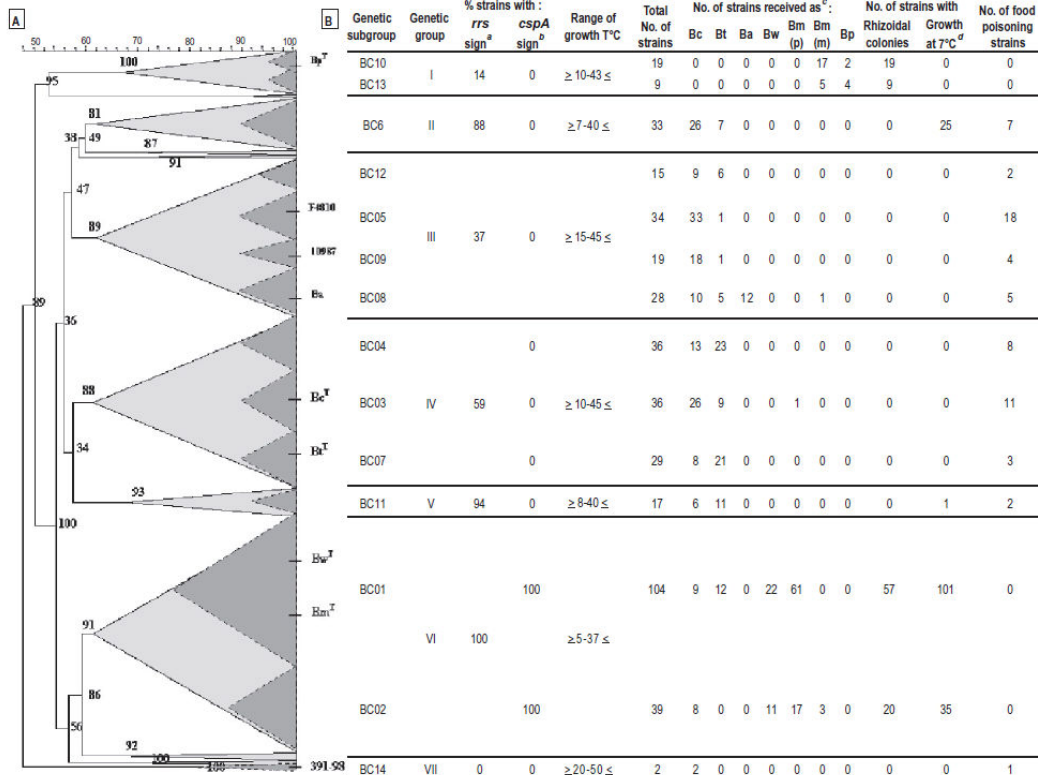 A
B
Genetic subgroup Genetic group % strains with : rrs sign^a cspA sign^b Range of growth T°C Total No. of strains No. of strains received as^c: Bc Bt Ba Bw Bm (p) Bm (m) Bp No. of strains with Rhizoidal colonies Growth at 7°C^d No. of food poisoning strains
50 60 70 80 90 100
BC10 19 0 0 0 0 0 17 2 19 0 0
I 14 0 ≥ 10-43 ≤
BC13 9 0 0 0 0 0 5 4 9 0 0
BC6 II 88 0 ≥7-40 ≤ 33 26 7 0 0 0 0 0 0 25 7
BC12 15 9 6 0 0 0 0 0 0 0 2
BC05 34 33 1 0 0 0 0 0 0 0 18
III 37 0 ≥ 15-45 ≤
BC09 19 18 1 0 0 0 0 0 0 0 4
BC08 28 10 5 12 0 0 1 0 0 0 5
BC04 0 36 13 23 0 0 0 0 0 0 0 8
BC03 IV 59 0 ≥ 10-45 ≤ 36 26 9 0 0 1 0 0 0 0 11
BC07 0 29 8 21 0 0 0 0 0 0 0 3
BC11 V 94 0 ≥ 8-40 ≤ 17 6 11 0 0 0 0 0 0 1 2
BC01 100 104 9 12 0 22 61 0 0 57 101 0
VI 100 ≥5-37 ≤
BC02 100 39 8 0 0 11 17 3 0 20 35 0
BC14 VII 0 0 ≥20-50 ≤ 2 2 0 0 0 0 0 0 0 0 1
100
Bp^T
95
81
38
49
87
91
47
F4810
89
10987
Ba
89
36
88
Bc^T
34
Bt^T
93
100
Bw^T
Bm^T
91
86
56
92
100
100
391-98